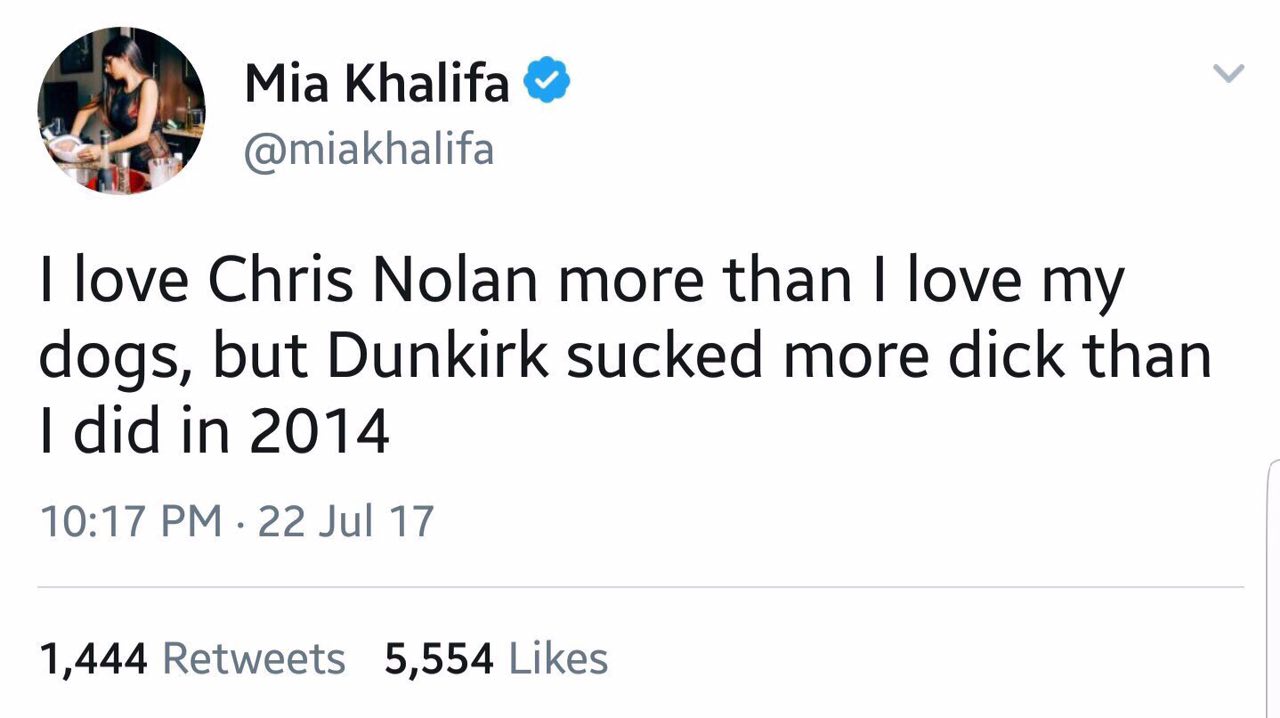 Mia Khalifa
@miakhalifa
I love Chris Nolan more than I love my
dogs, but Dunkirk sucked more dick than
I did in 2014
10:17 PM · 22 Jul 17
1,444 Retweets 5,554 Likes